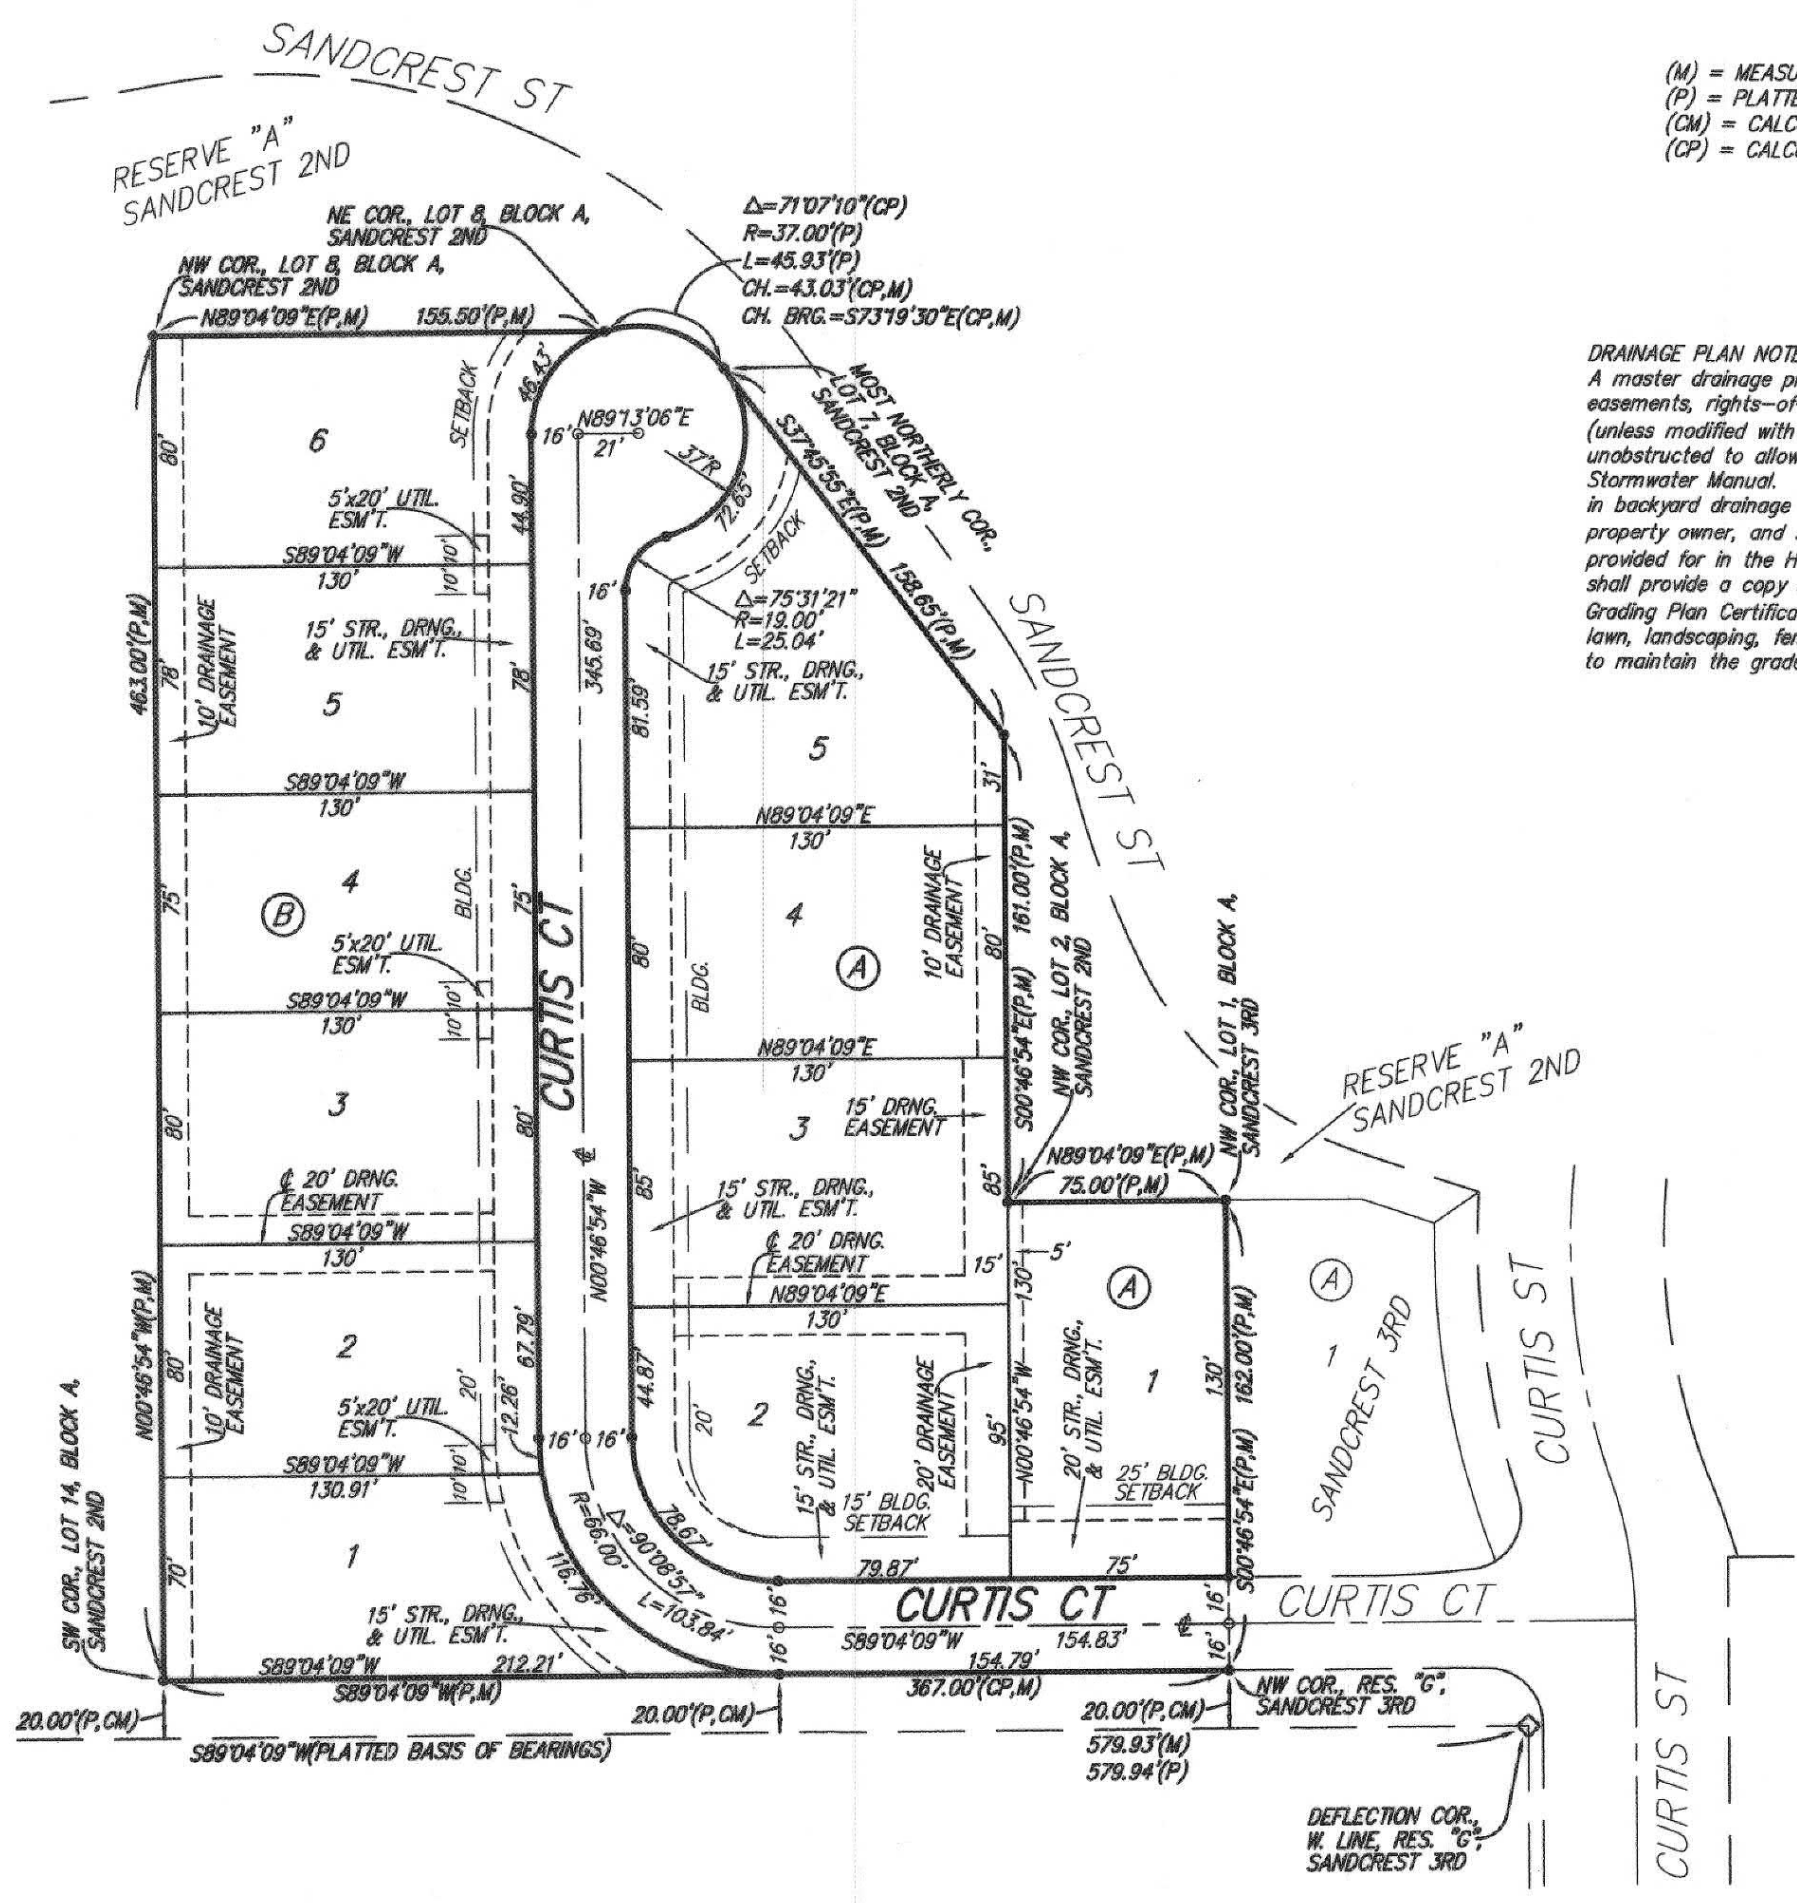 SANDCREST ST
RESERVE "A"
SANDCREST 2ND
(M) = MEASU
(P) = PLATTE
(CM) = CALC
(CP) = CALC
NE COR., LOT 8, BLOCK A,
SANDCREST 2ND
NW COR., LOT 8, BLOCK A,
SANDCREST 2ND
N89°04'09"E(P,M)
155.50'(P,M)
Δ=71°07'10"(CP)
R=37.00'(P)
L=45.93'(P)
CH.=43.03'(CP,M)
CH. BRG.=S73°19'30"E(CP,M)
DRAINAGE PLAN NOTE
A master drainage p
easements, rights-of
(unless modified with
unobstructed to allow
Stormwater Manual.
in backyard drainage
property owner, and
provided for in the H
shall provide a copy
Grading Plan Certifica
lawn, landscaping, fen
to maintain the grade
MOST NORTHERLY COR.,
LOT 7, BLOCK A,
SANDCREST 2ND
S37°45'55"E(P,M)
158.65'(P,M)
46.43'
SETBACK
80'
6
16'
N89°13'06"E
21'
37'R
72.65'
SETBACK
5'x20' UTIL.
ESM'T.
44.90'
S89°04'09"W
130'
10'
10'
16'
Δ=75°31'21"
R=19.00'
L=25.04'
463.00'(P,M)
78'
10' DRAINAGE
EASEMENT
15' STR., DRNG.,
& UTIL. ESM'T.
5
78'
345.69'
81.59'
15' STR., DRNG.,
& UTIL. ESM'T.
5
SANDCREST ST
31'
S89°04'09"W
130'
N89°04'09"E
130'
75'
4
B
BLDG.
75'
CURTIS CT
80'
4
A
BLDG.
10' DRAINAGE
EASEMENT
80'
161.00'(P,M)
S00°46'54"E(P,M)
NW COR., LOT 2, BLOCK A,
SANDCREST 2ND
NW COR., LOT 1, BLOCK A,
SANDCREST 3RD
5'x20' UTIL.
ESM'T.
S89°04'09"W
130'
10'
10'
N89°04'09"E
130'
RESERVE "A"
SANDCREST 2ND
80'
3
80'
3
15' DRNG.
EASEMENT
85'
85'
N89°04'09"E(P,M)
75.00'(P,M)
℄
N00°46'54"W
℄ 20' DRNG.
EASEMENT
S89°04'09"W
130'
15' STR., DRNG.,
& UTIL. ESM'T.
℄ 20' DRNG.
EASEMENT
15'
N89°04'09"E
130'
5'
130'
A
A
1
SANDCREST 3RD
CURTIS ST
N00°46'54"W(P,M)
80'
10' DRAINAGE
EASEMENT
2
67.79'
12.26'
20'
5'x20' UTIL.
ESM'T.
16'
16'
44.87'
20'
2
15' STR., DRNG.,
& UTIL. ESM'T.
20' DRAINAGE
EASEMENT
95'
N00°46'54"W
20' STR., DRNG.,
& UTIL. ESM'T.
1
130'
162.00'(P,M)
S00°46'54"E(P,M)
25' BLDG.
SETBACK
15' BLDG.
SETBACK
SW COR., LOT 14, BLOCK A,
SANDCREST 2ND
S89°04'09"W
130.91'
10'
10'
70'
1
116.76'
R=66.00'
Δ=90°08'57"
L=103.84'
78.67'
79.87'
75'
15' STR., DRNG.,
& UTIL. ESM'T.
16'
16'
CURTIS CT
S89°04'09"W
154.83'
℄
16'
16'
CURTIS CT
S89°04'09"W
212.21'
154.79'
S89°04'09"W(P,M)
367.00'(CP,M)
NW COR., RES. "G",
SANDCREST 3RD
20.00'(P,CM)
20.00'(P,CM)
20.00'(P,CM)
S89°04'09"W(PLATTED BASIS OF BEARINGS)
579.93'(M)
579.94'(P)
DEFLECTION COR.,
W. LINE, RES. "G",
SANDCREST 3RD
CURTIS ST